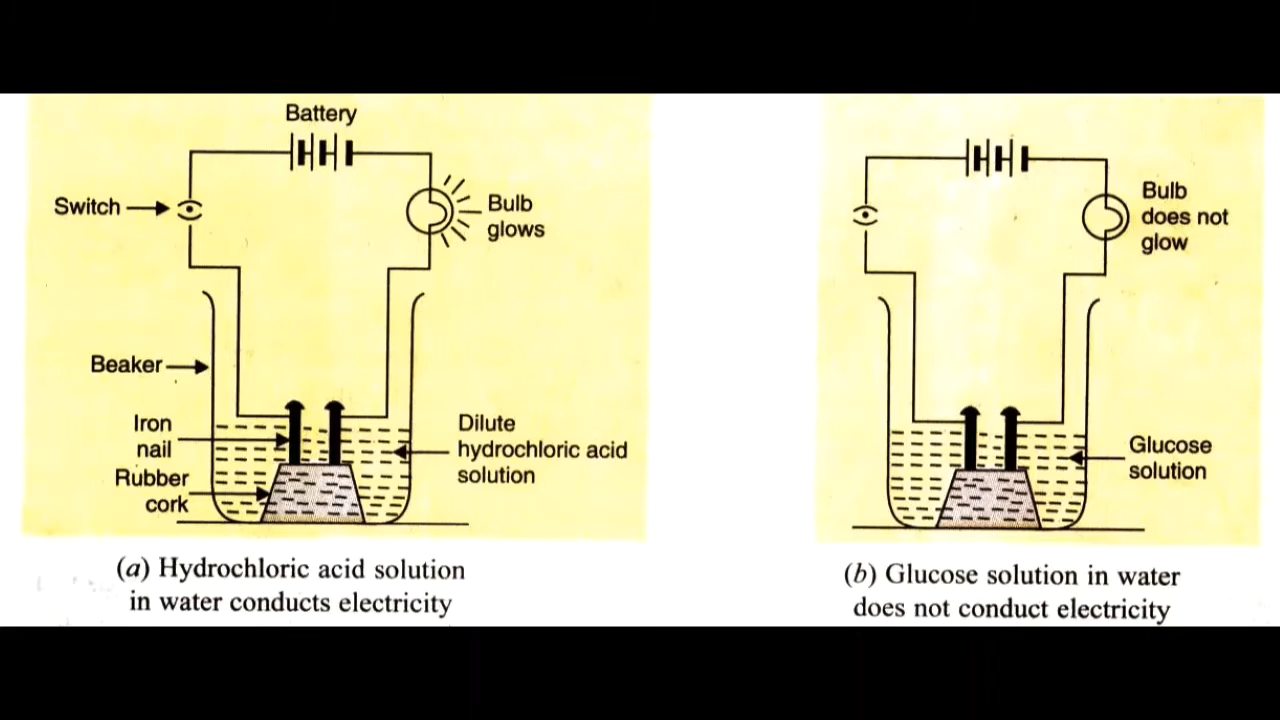 Battery
Switch
Bulb
glows
Beaker
Iron
nail
Rubber
cork
Dilute
hydrochloric acid
solution
(a) Hydrochloric acid solution
in water conducts electricity
Bulb
does not
glow
Glucose
solution
(b) Glucose solution in water
does not conduct electricity